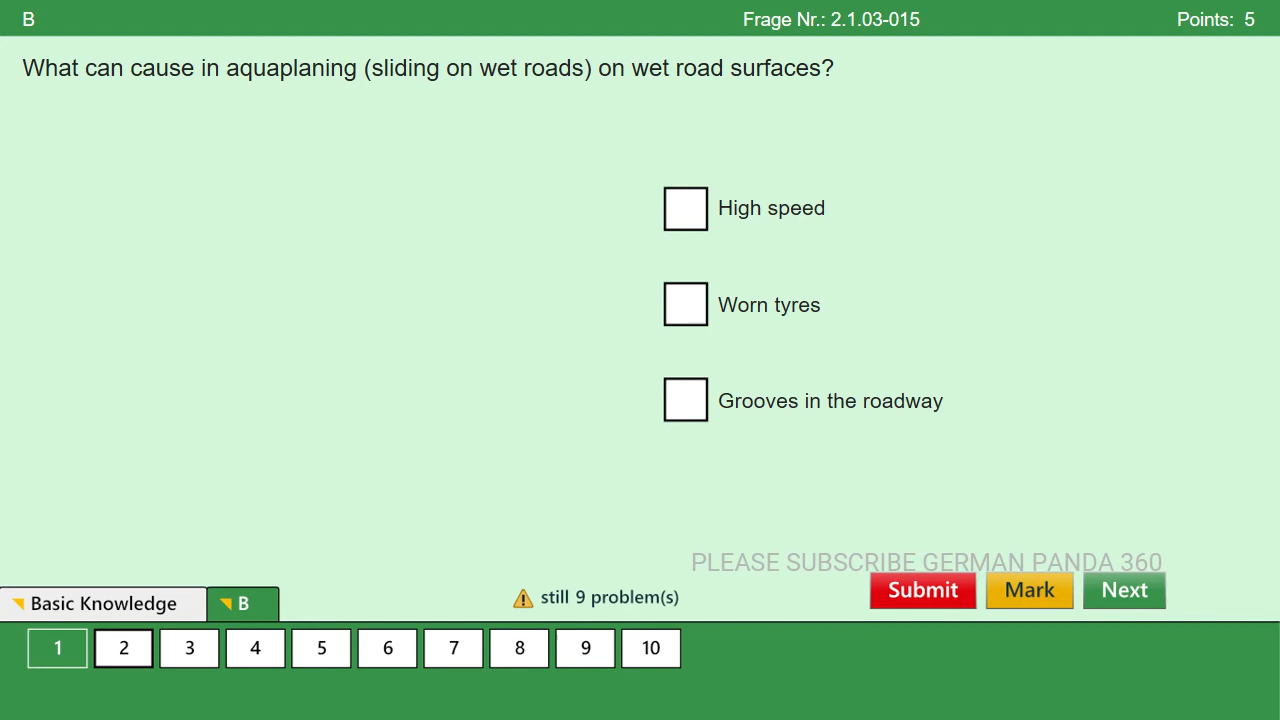 B Frage Nr.: 2.1.03-015 Points: 5
What can cause in aquaplaning (sliding on wet roads) on wet road surfaces?
High speed
Worn tyres
Grooves in the roadway
PLEASE SUBSCRIBE GERMAN PANDA 360
Basic Knowledge B still 9 problem(s) Submit Mark Next
1 2 3 4 5 6 7 8 9 10